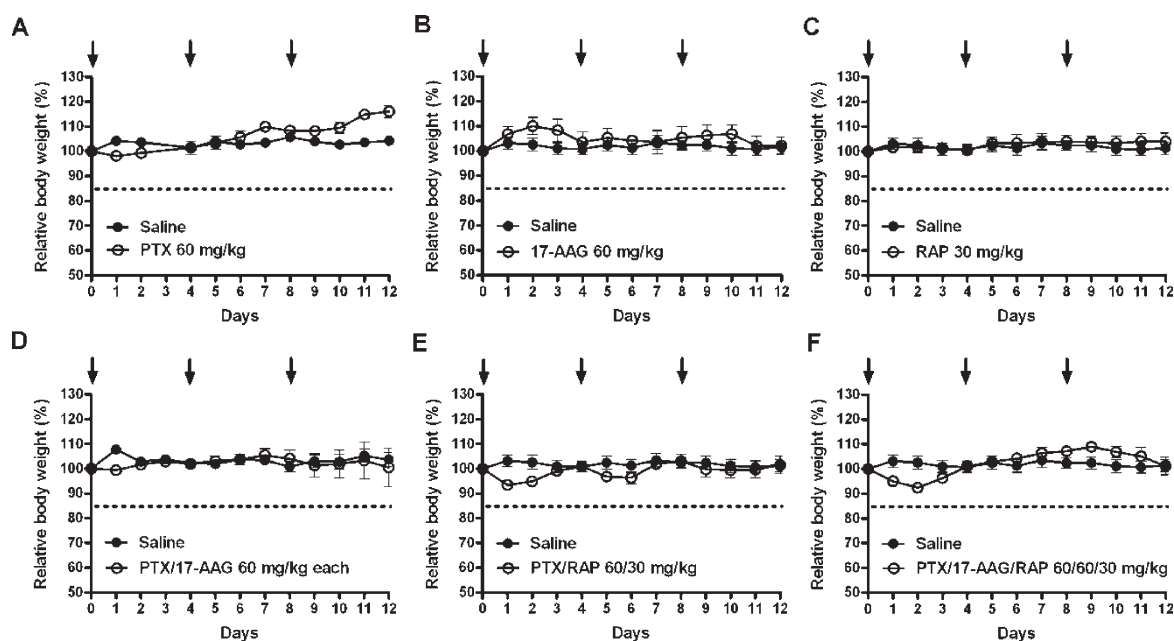 A
Relative body weight (%)
130
120
110
100
90
80
70
60
50
Saline
PTX 60 mg/kg
0 1 2 3 4 5 6 7 8 9 10 11 12
Days
B
Relative body weight (%)
130
120
110
100
90
80
70
60
50
Saline
17-AAG 60 mg/kg
0 1 2 3 4 5 6 7 8 9 10 11 12
Days
C
Relative body weight (%)
130
120
110
100
90
80
70
60
50
Saline
RAP 30 mg/kg
0 1 2 3 4 5 6 7 8 9 10 11 12
Days
D
Relative body weight (%)
130
120
110
100
90
80
70
60
50
Saline
PTX/17-AAG 60 mg/kg each
0 1 2 3 4 5 6 7 8 9 10 11 12
Days
E
Relative body weight (%)
130
120
110
100
90
80
70
60
50
Saline
PTX/RAP 60/30 mg/kg
0 1 2 3 4 5 6 7 8 9 10 11 12
Days
F
Relative body weight (%)
130
120
110
100
90
80
70
60
50
Saline
PTX/17-AAG/RAP 60/60/30 mg/kg
0 1 2 3 4 5 6 7 8 9 10 11 12
Days